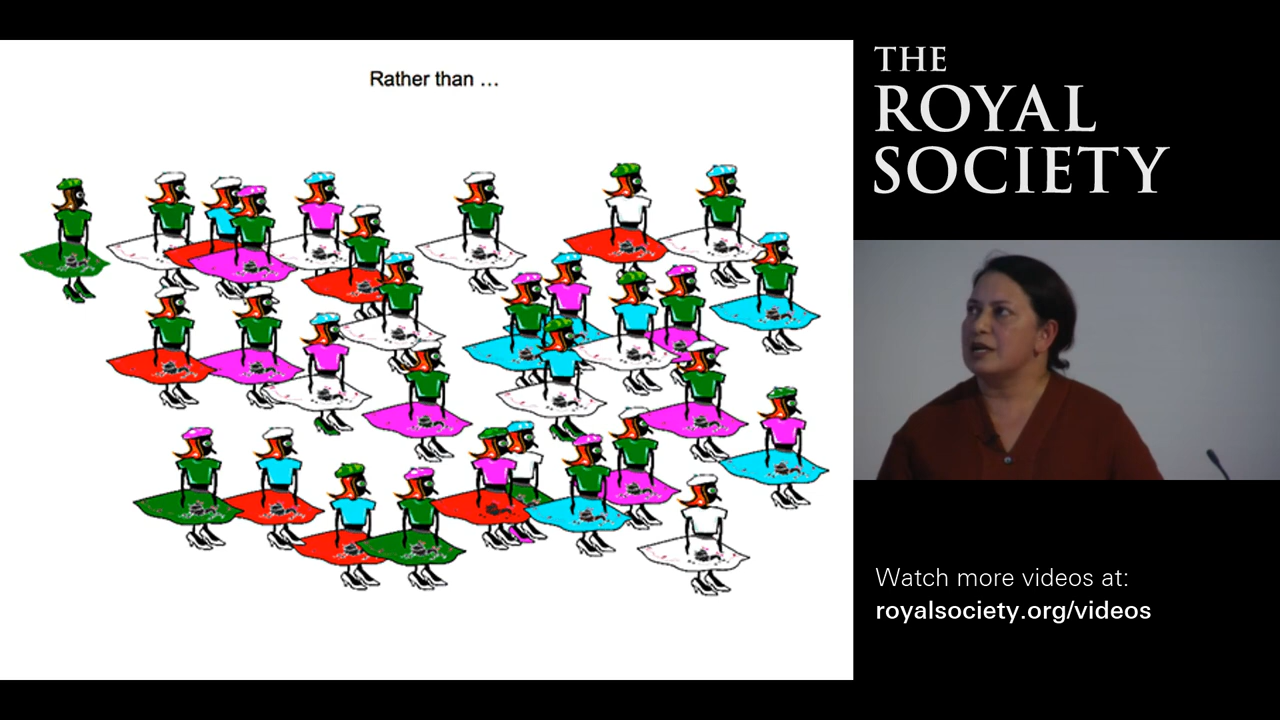 Rather than …
THE
ROYAL
SOCIETY
Watch more videos at:
royalsociety.org/videos